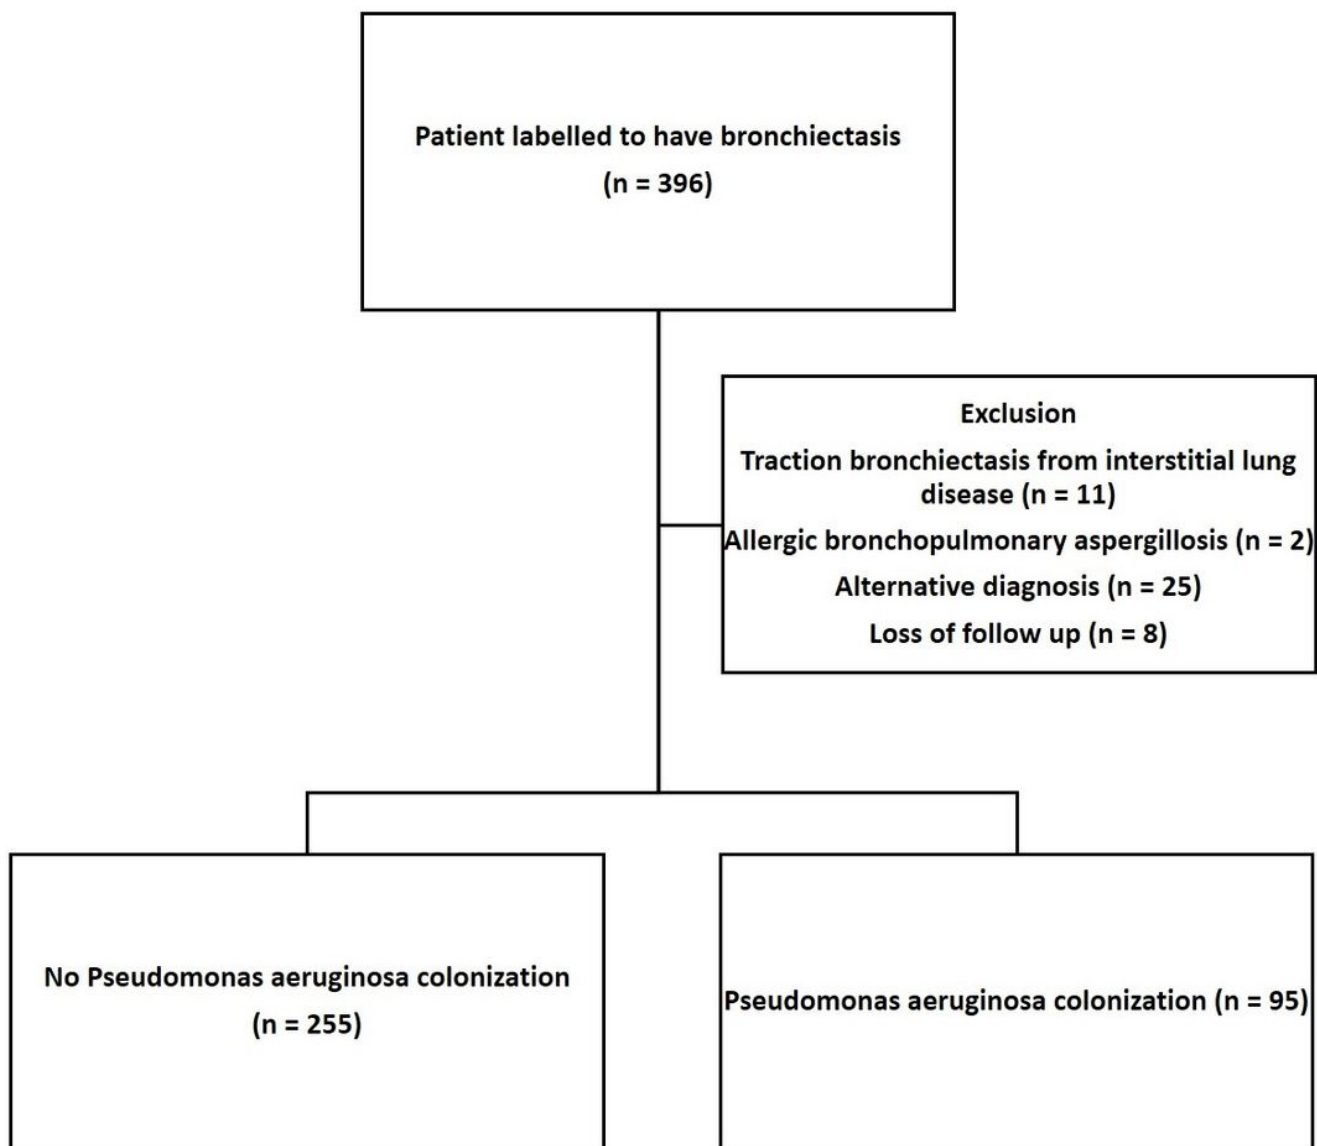 Patient labelled to have bronchiectasis
(n = 396)
Exclusion
Traction bronchiectasis from interstitial lung
disease (n = 11)
Allergic bronchopulmonary aspergillosis (n = 2)
Alternative diagnosis (n = 25)
Loss of follow up (n = 8)
No Pseudomonas aeruginosa colonization
(n = 255)
Pseudomonas aeruginosa colonization (n = 95)